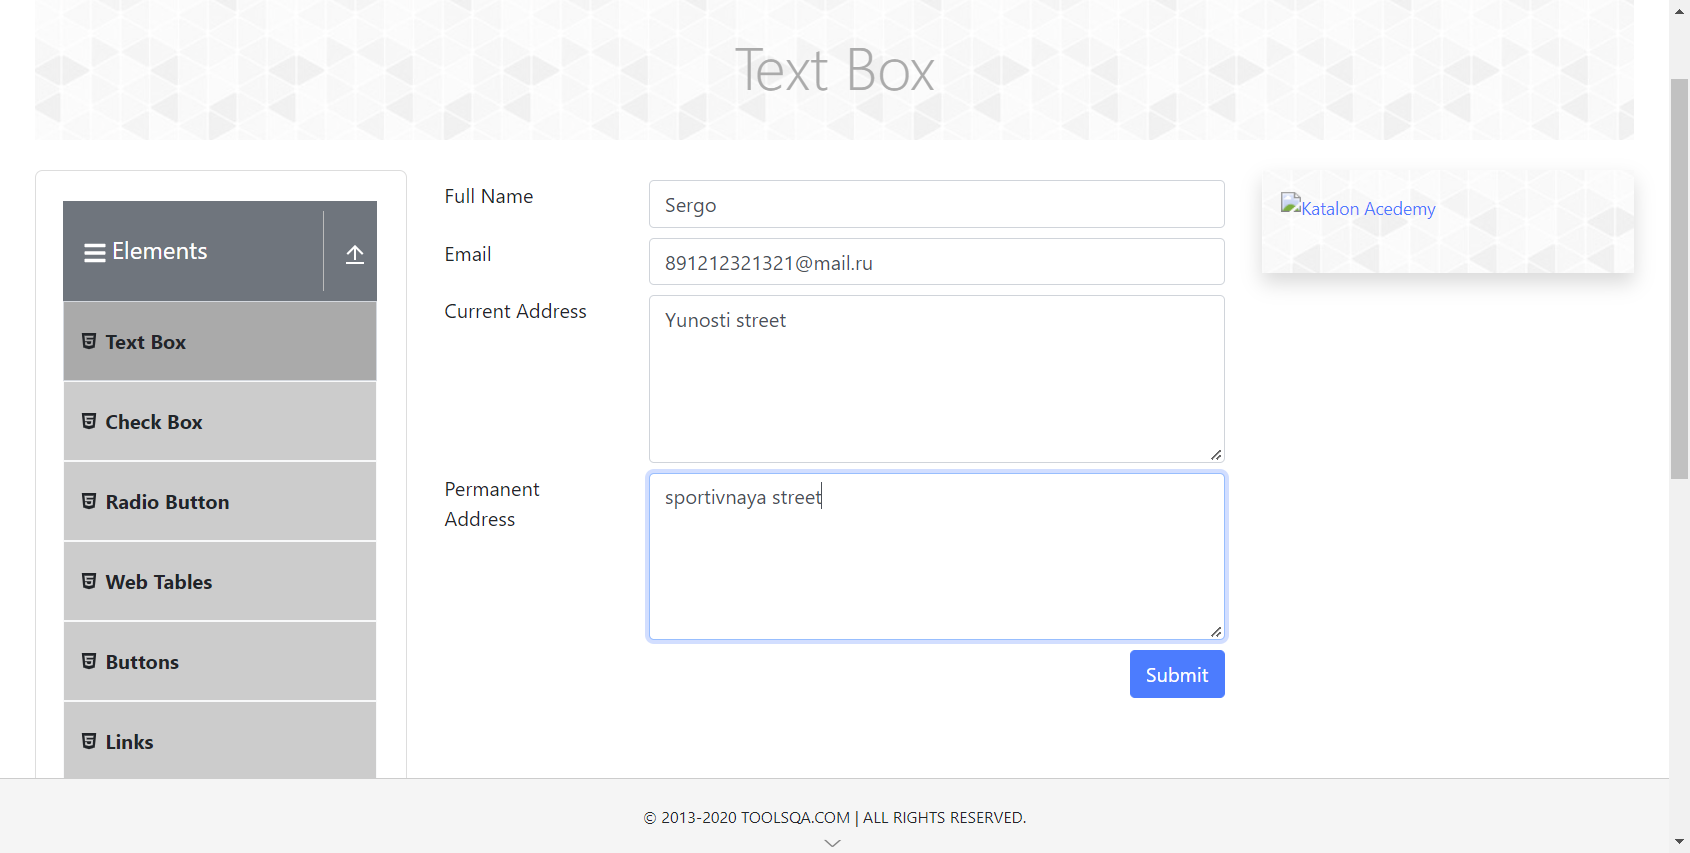 Text Box
Elements
Text Box
Check Box
Radio Button
Web Tables
Buttons
Links
Full Name
Sergo
Email
891212321321@mail.ru
Current Address
Yunosti street
Permanent
Address
sportivnaya street
Submit
Katalon Acedemy
© 2013-2020 TOOLSQA.COM | ALL RIGHTS RESERVED.